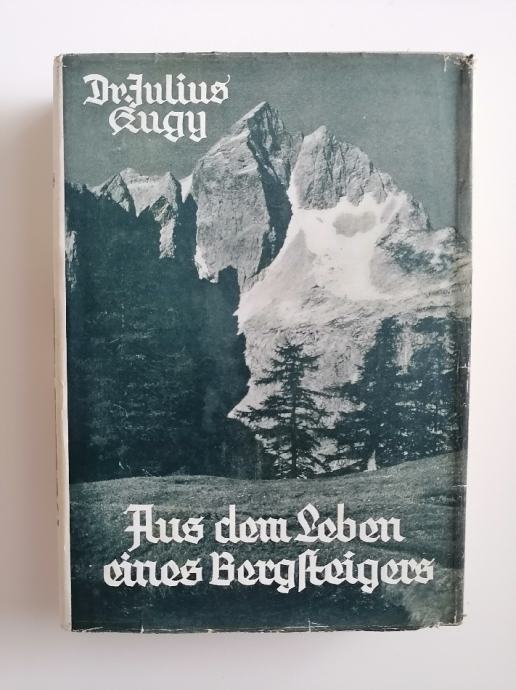 Dr. Julius
Kugy
Aus dem Leben
eines Bergſteigers